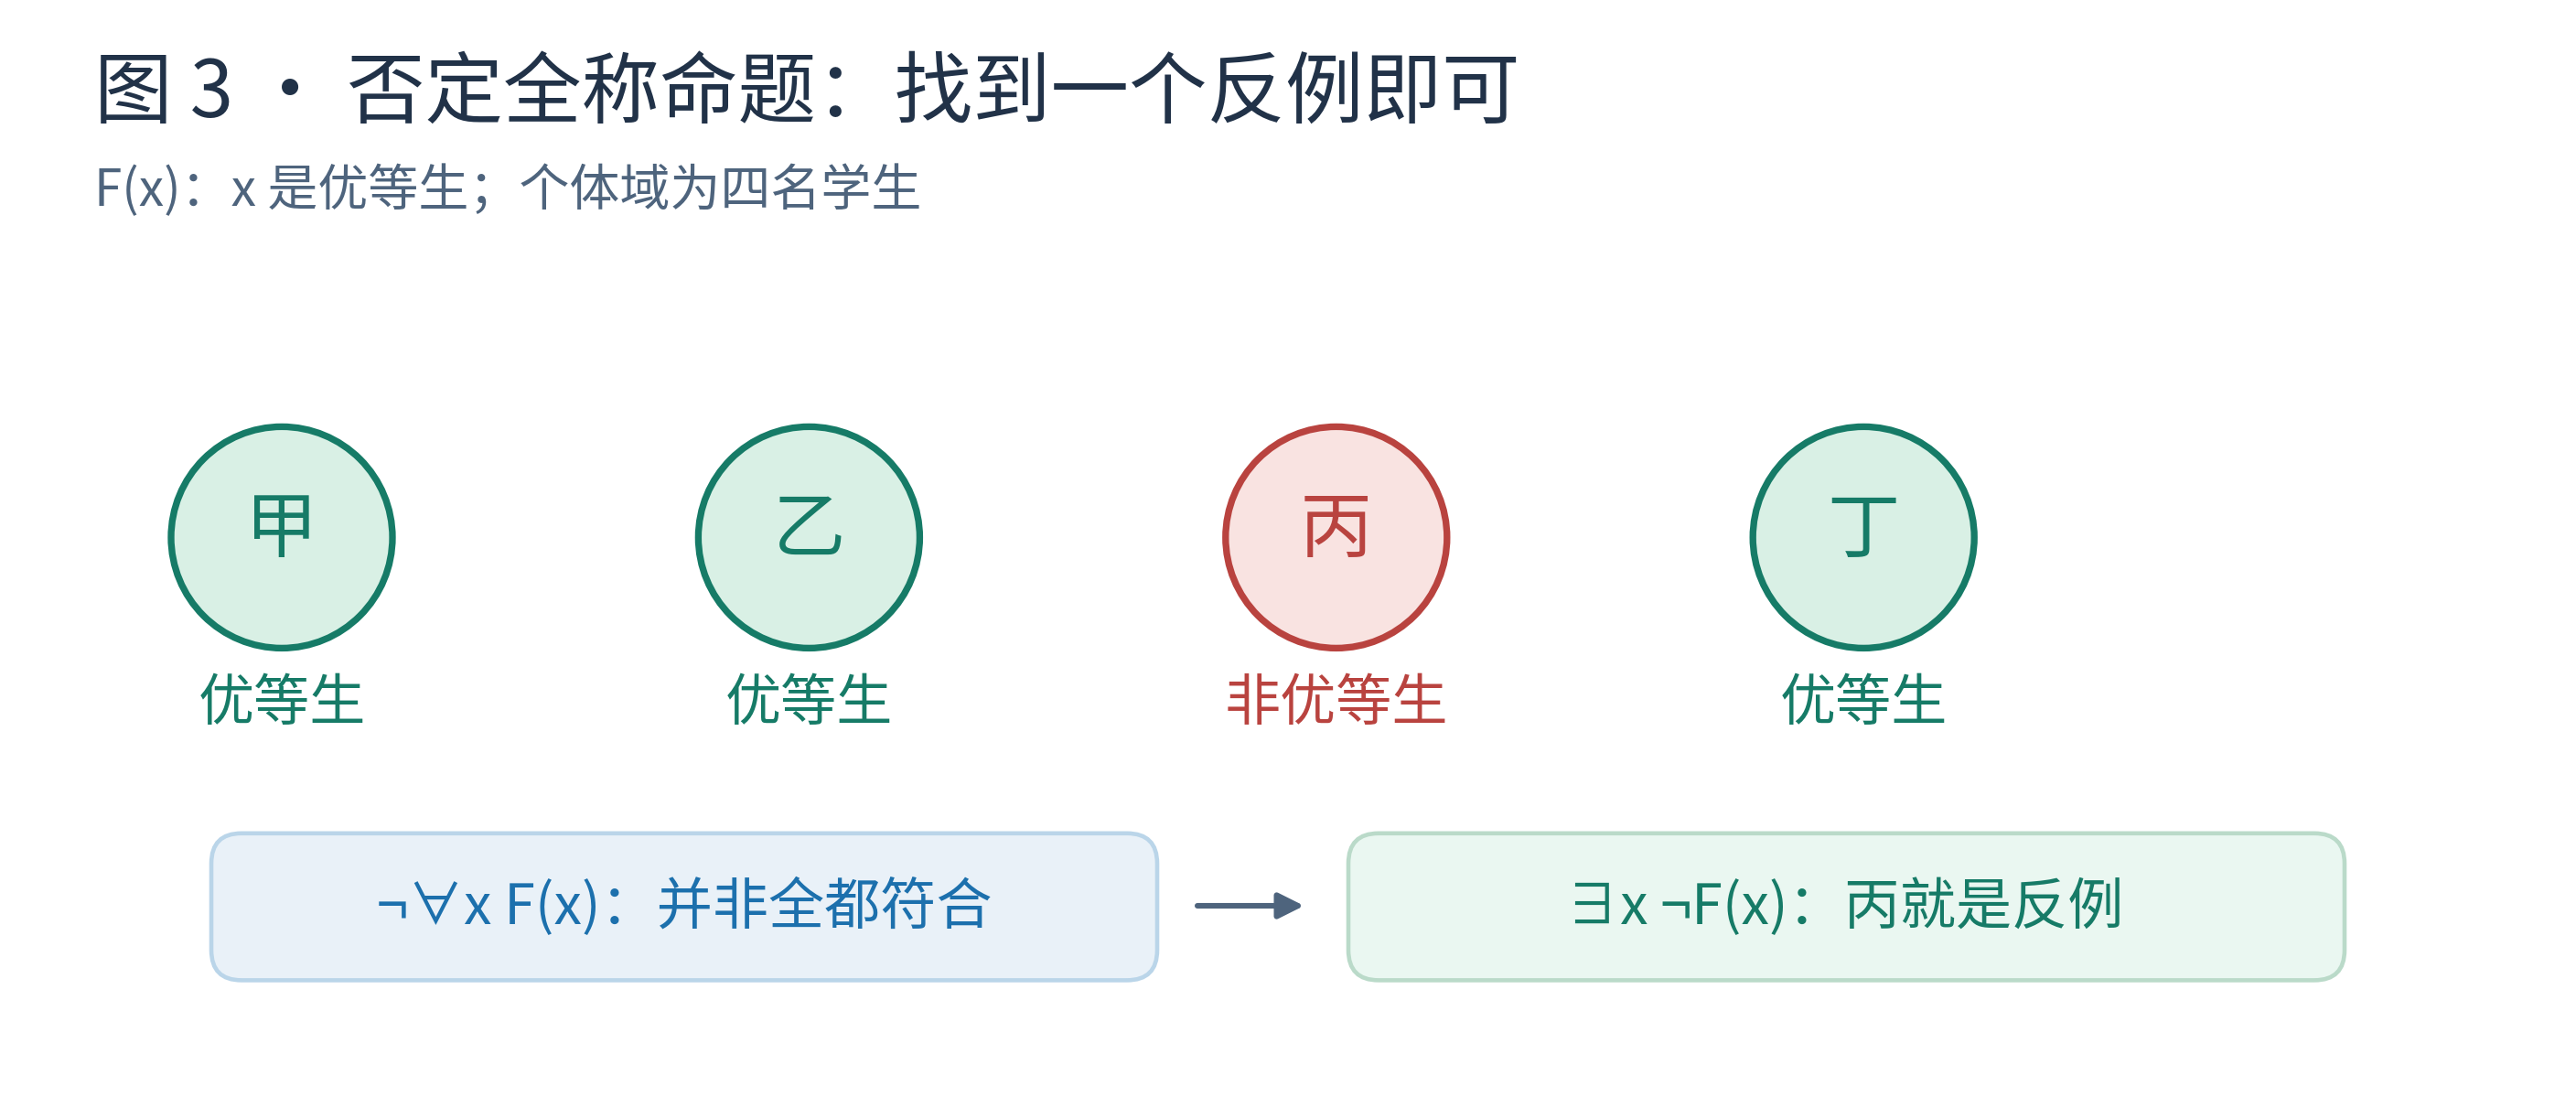 图 3 · 否定全称命题：找到一个反例即可
F(x)：x 是优等生；个体域为四名学生
甲
乙
丙
丁
优等生
优等生
非优等生
优等生
¬∀x F(x)：并非全都符合
∃x ¬F(x)：丙就是反例